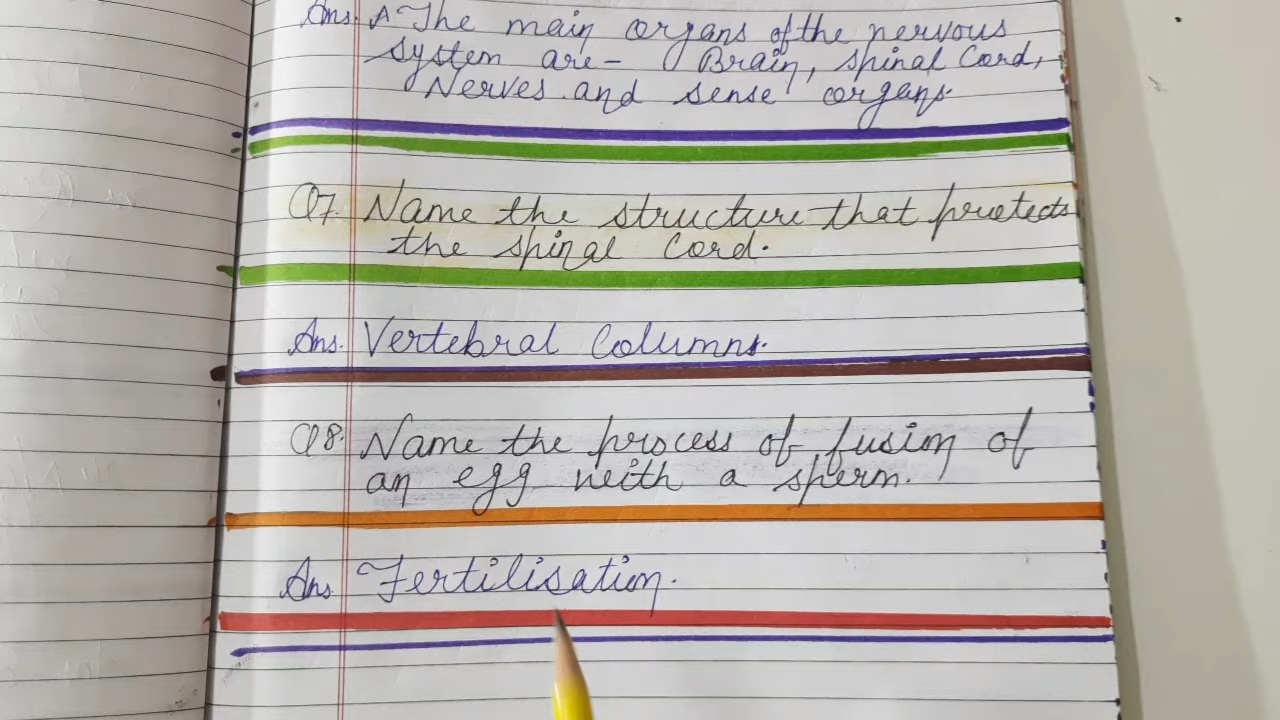 Ans. A The main organs of the nervous
system are - Brain, spinal Cord,
Nerves and sense organs.
Q7. Name the structure that protects
the spinal Cord.
Ans. Vertebral Columns.
Q8. Name the process of fusion of
an egg with a sperm.
Ans. Fertilisation.